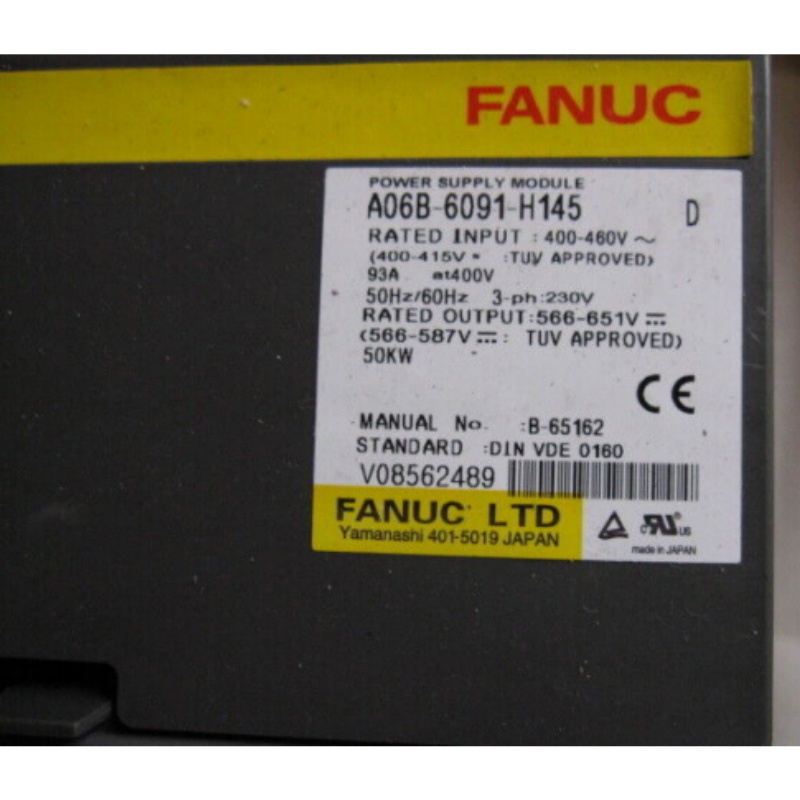 FANUC
POWER SUPPLY MODULE
A06B-6091-H145 D
RATED INPUT : 400-460V ～
(400-415V ~ :TUV APPROVED)
93A at400V
50Hz/60Hz 3-ph:230V
RATED OUTPUT:566-651V ⎓
(566-587V ⎓: TUV APPROVED)
50KW
CE
MANUAL No. :B-65162
STANDARD :DIN VDE 0160
V08562489
FANUC LTD
Yamanashi 401-5019 JAPAN
c RU us
made in JAPAN